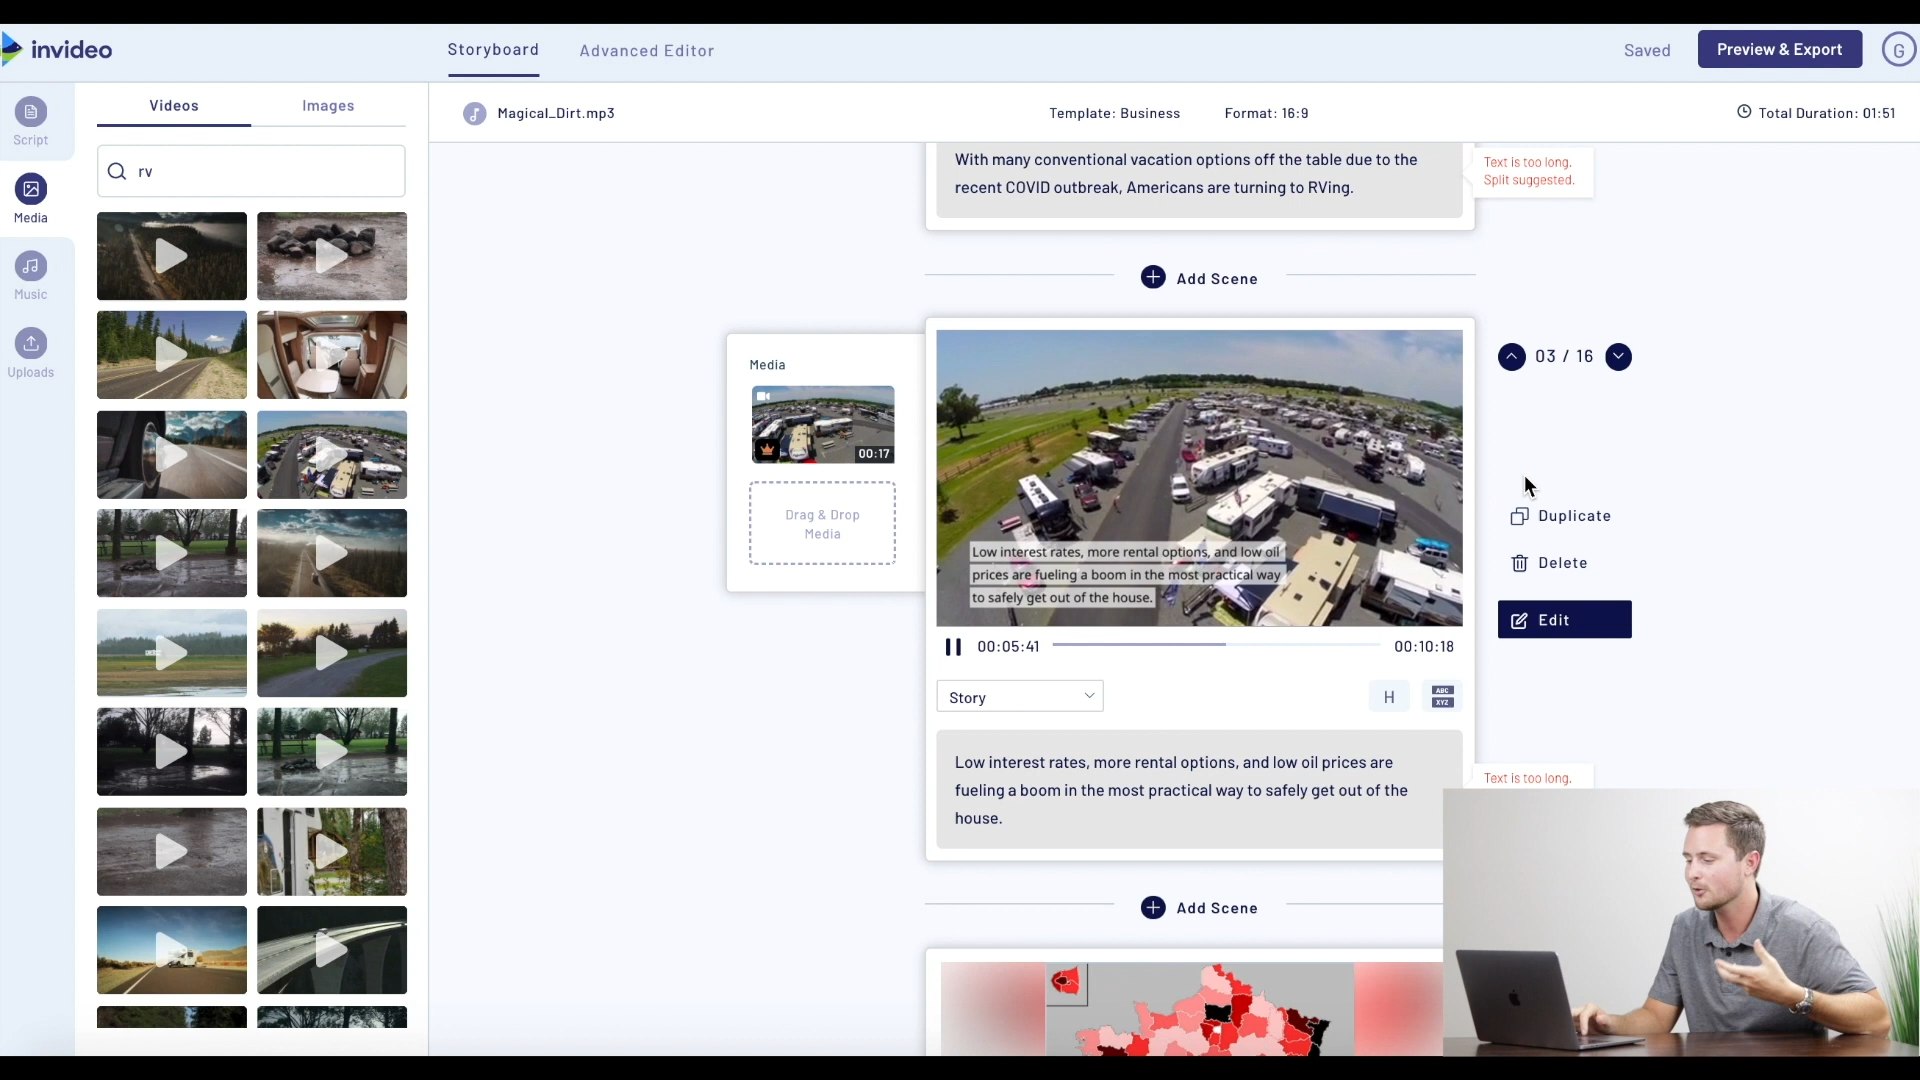 invideo
Storyboard
Advanced Editor
Saved
Preview & Export
G
Script
Media
Music
Uploads
Videos
Images
rv
Magical_Dirt.mp3
Template: Business
Format: 16:9
Total Duration: 01:51
With many conventional vacation options off the table due to the
recent COVID outbreak, Americans are turning to RVing.
Text is too long.
Split suggested.
Add Scene
Media
00:17
Drag & Drop
Media
Low interest rates, more rental options, and low oil
prices are fueling a boom in the most practical way
to safely get out of the house.
03 / 16
Duplicate
Delete
Edit
00:05:41
00:10:18
Story
H
ABC
XYZ
Low interest rates, more rental options, and low oil prices are
fueling a boom in the most practical way to safely get out of the
house.
Text is too long.
Add Scene